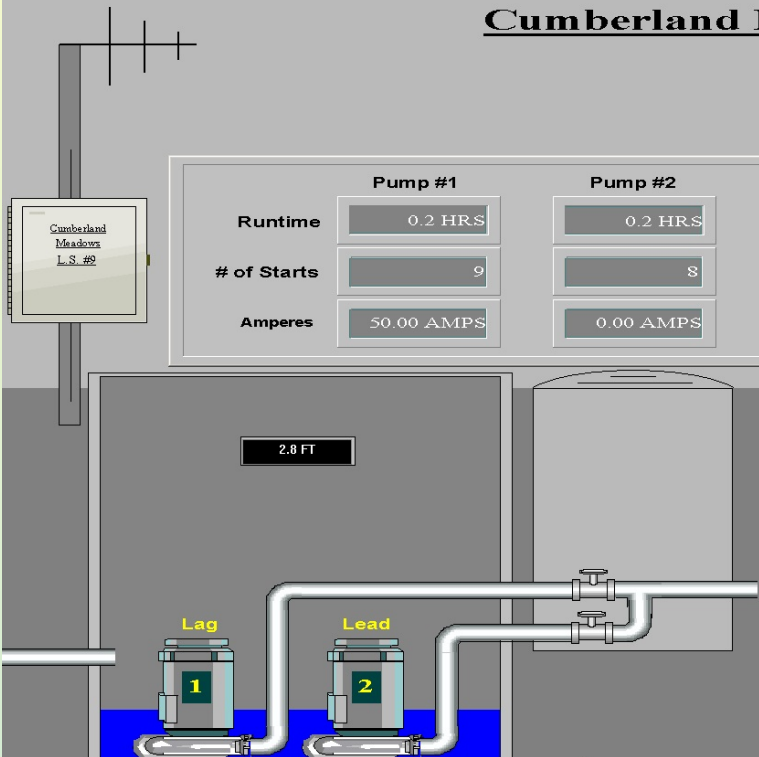 Cumberland
Pump #1 Pump #2
Cumberland
Meadows
L.S. #9
Runtime 0.2 HRS 0.2 HRS
# of Starts 9 8
Amperes 50.00 AMPS 0.00 AMPS
2.8 FT
Lag Lead
1 2